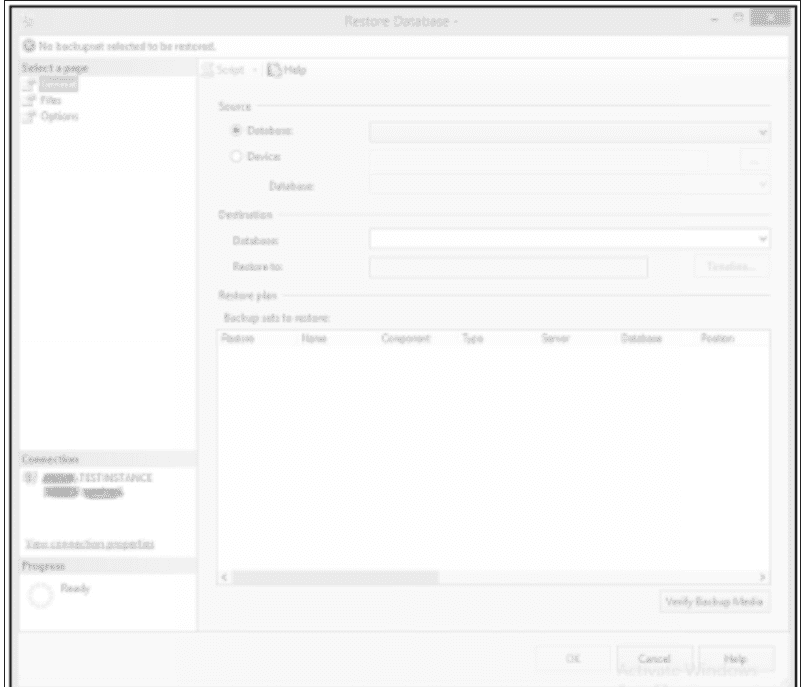 Restore Database -
No backupset selected to be restored.
Select a page
General
Files
Options
Script
Help
Source
Database:
Device:
...
Database:
Destination
Database:
Restore to:
Timeline...
Restore plan
Backup sets to restore:
Restore Name Component Type Server Database Position
Connection
\TESTINSTANCE
View connection properties
Progress
Ready
Verify Backup Media
OK Cancel Help
Activate Windows